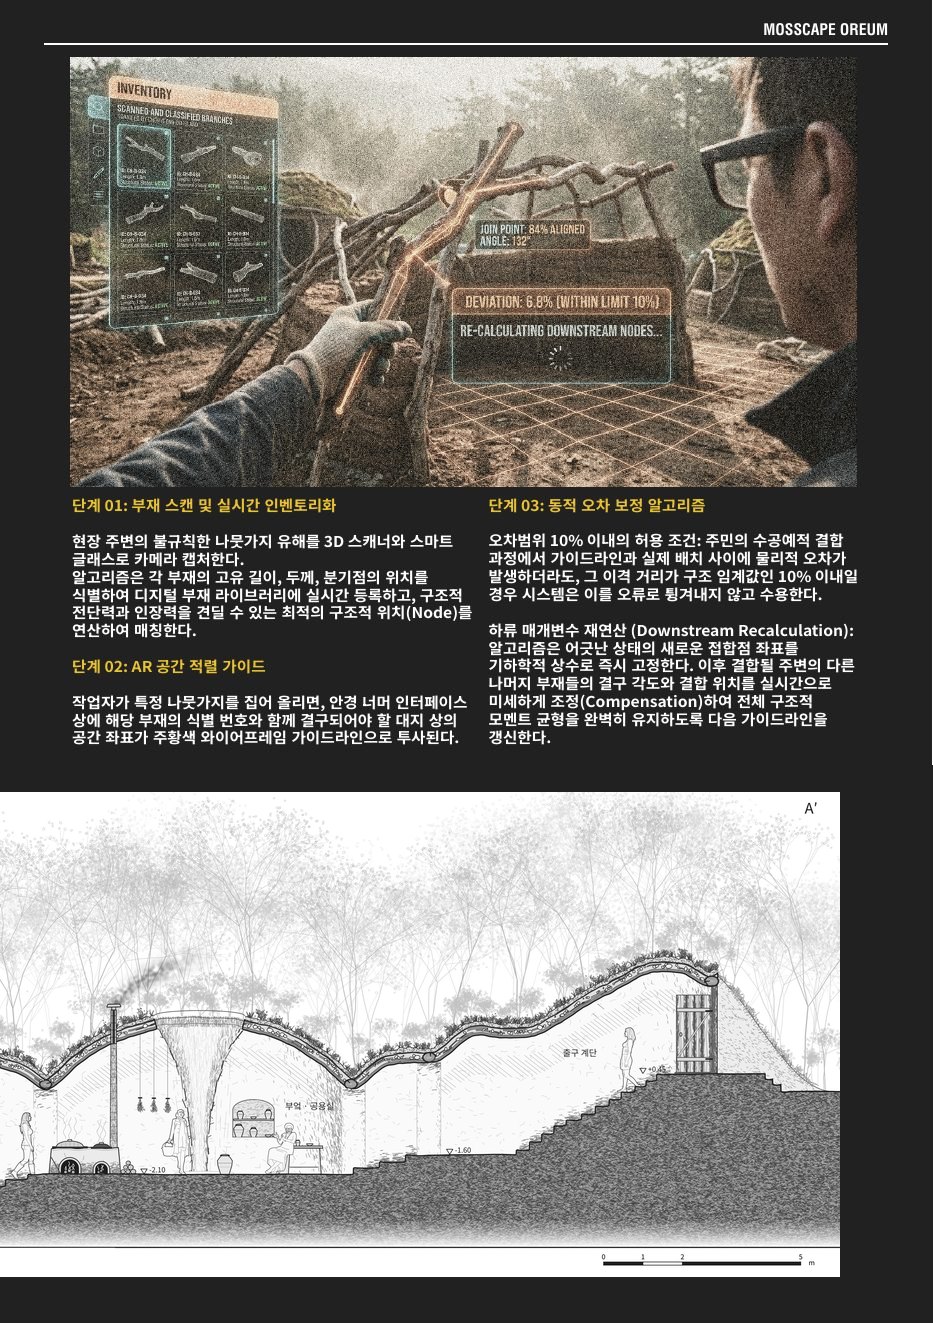 MOSSCAPE OREUM
INVENTORY
SCANNED AND CLASSIFIED BRANCHES
JOIN POINT: 84% ALIGNED
ANGLE: 132°
DEVIATION: 6.8% (WITHIN LIMIT 10%)
RE-CALCULATING DOWNSTREAM NODES...
단계 01: 부재 스캔 및 실시간 인벤토리화
현장 주변의 불규칙한 나뭇가지 유해를 3D 스캐너와 스마트
글래스로 카메라 캡처한다.
알고리즘은 각 부재의 고유 길이, 두께, 분기점의 위치를
식별하여 디지털 부재 라이브러리에 실시간 등록하고, 구조적
전단력과 인장력을 견딜 수 있는 최적의 구조적 위치(Node)를
연산하여 매칭한다.
단계 02: AR 공간 적렬 가이드
작업자가 특정 나뭇가지를 집어 올리면, 안경 너머 인터페이스
상에 해당 부재의 식별 번호와 함께 결구되어야 할 대지 상의
공간 좌표가 주황색 와이어프레임 가이드라인으로 투사된다.
단계 03: 동적 오차 보정 알고리즘
오차범위 10% 이내의 허용 조건: 주민의 수공예적 결합
과정에서 가이드라인과 실제 배치 사이에 물리적 오차가
발생하더라도, 그 이격 거리가 구조 임계값인 10% 이내일
경우 시스템은 이를 오류로 튕겨내지 않고 수용한다.
하류 매개변수 재연산 (Downstream Recalculation):
알고리즘은 어긋난 상태의 새로운 접합점 좌표를
기하학적 상수로 즉시 고정한다. 이후 결합될 주변의 다른
나머지 부재들의 결구 각도와 결합 위치를 실시간으로
미세하게 조정(Compensation)하여 전체 구조적
모멘트 균형을 완벽히 유지하도록 다음 가이드라인을
갱신한다.
A′
출구 계단
+0.45
부엌 · 공용실
-1.60
-2.10
0 1 2 5
m